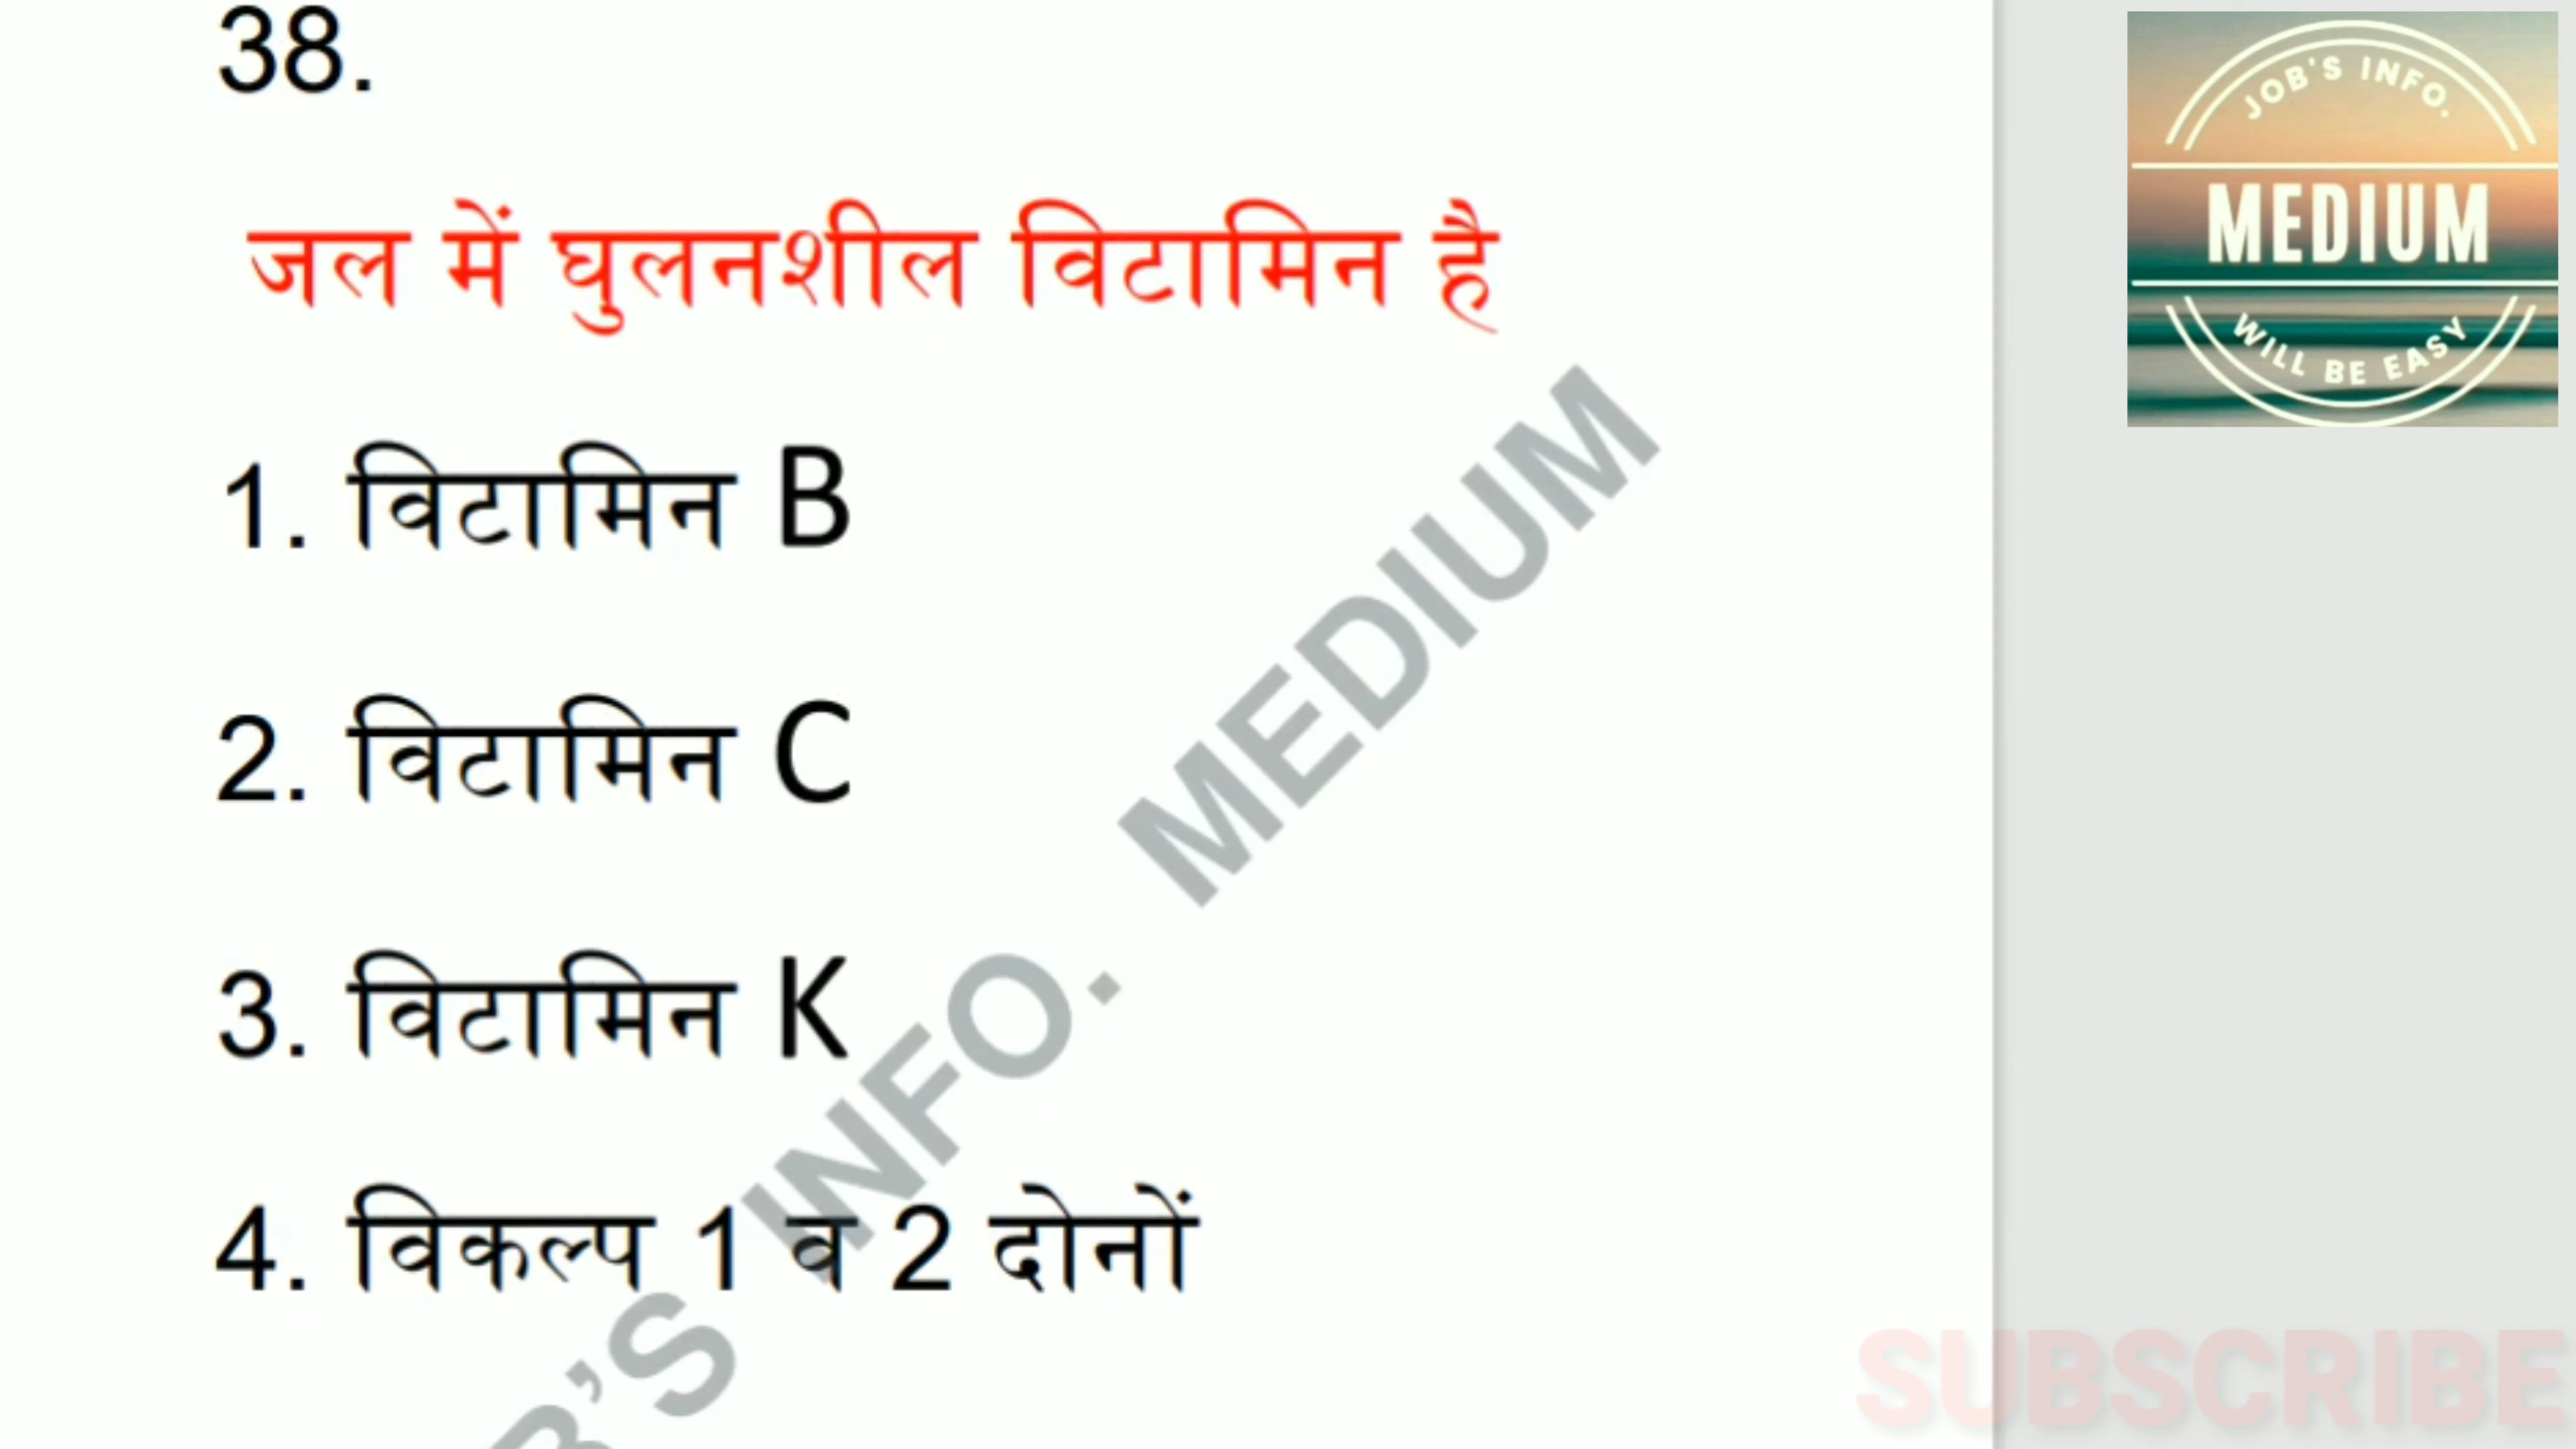 38.
जल में घुलनशील विटामिन है
1. विटामिन B
2. विटामिन C
3. विटामिन K
4. विकल्प 1 व 2 दोनों
JOB'S INFO.
MEDIUM
WILL BE EASY
B'S INFO. MEDIUM
SUBSCRIBE